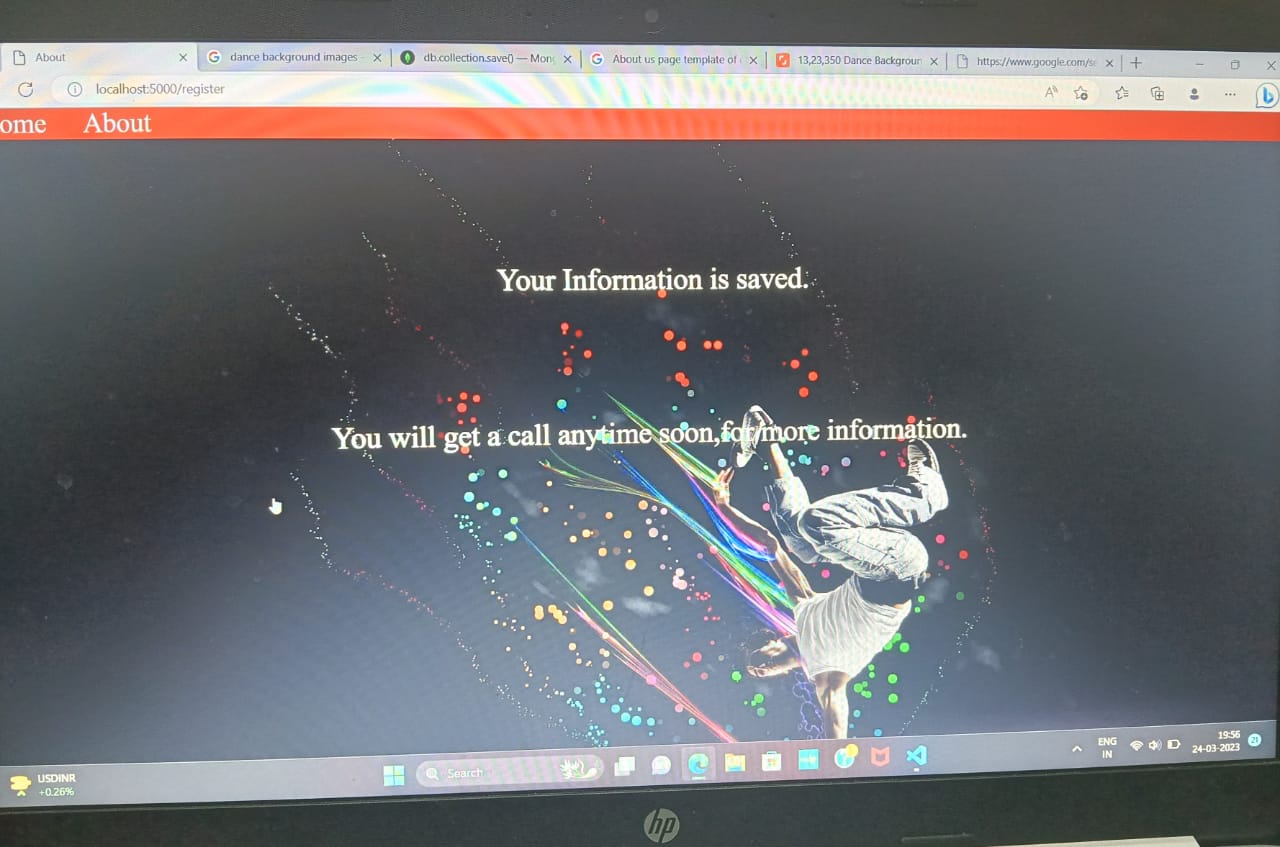 About
dance background images -
db.collection.save() — Mong
About us page template of
13,23,350 Dance Backgroun
https://www.google.com/se
localhost:5000/register
ome About
Your Information is saved.
You will get a call anytime soon,for more information.
USDINR
+0.26%
Search
ENG
IN
19:56
24-03-2023
hp